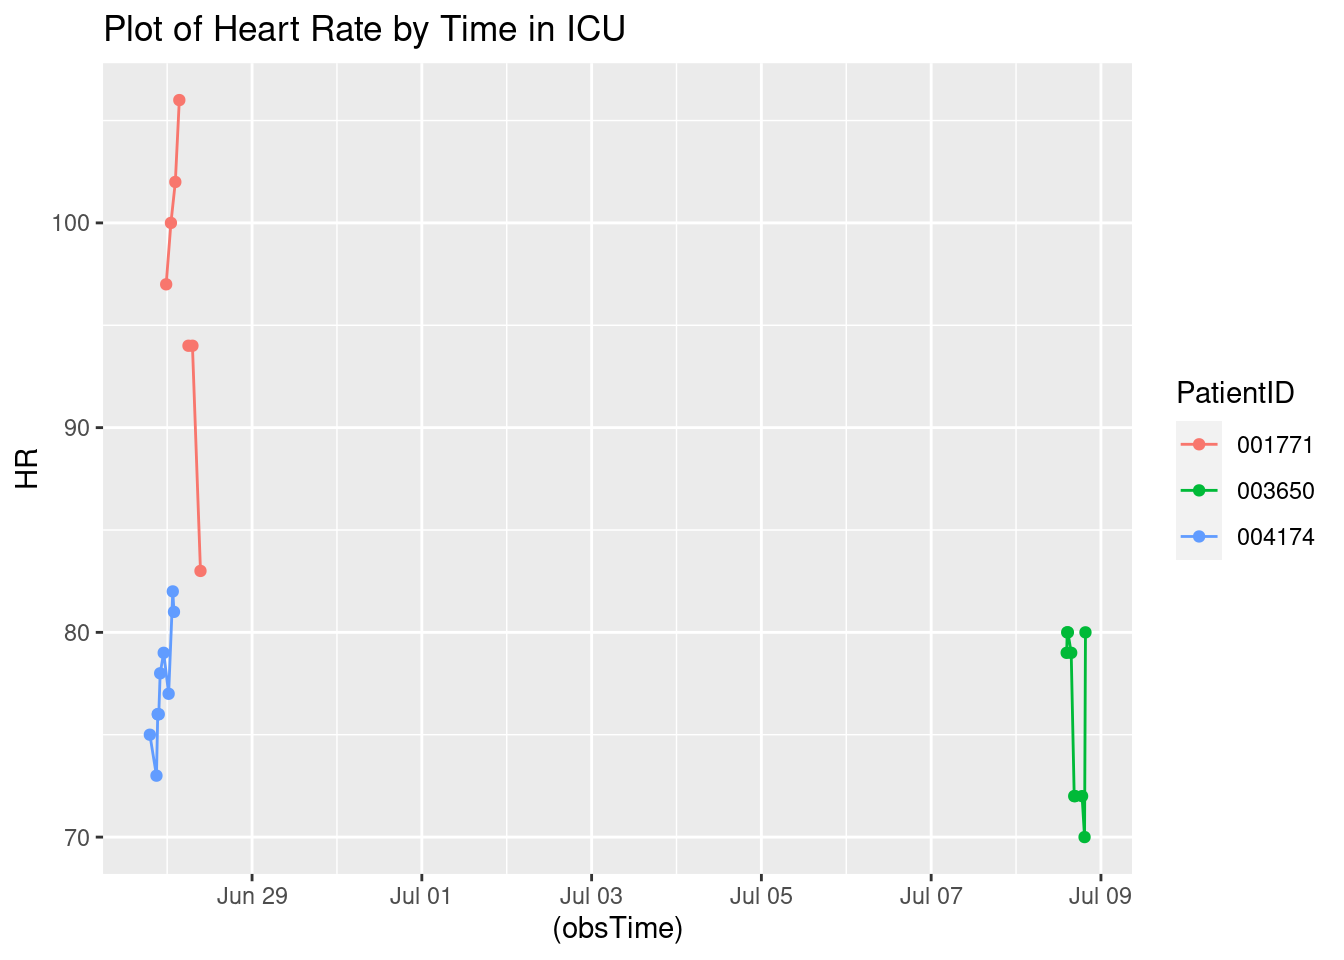 Plot of Heart Rate by Time in ICU
HR
100
90
80
70
Jun 29
Jul 01
Jul 03
Jul 05
Jul 07
Jul 09
(obsTime)
PatientID
001771
003650
004174